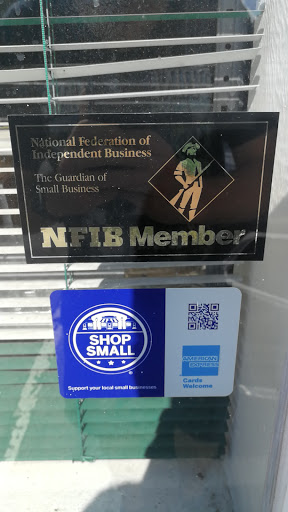 National Federation of
Independent Business
The Guardian of
Small Business
NFIB Member
SHOP
SMALL
®
Support your local small businesses
AMERICAN
EXPRESS
Cards
Welcome